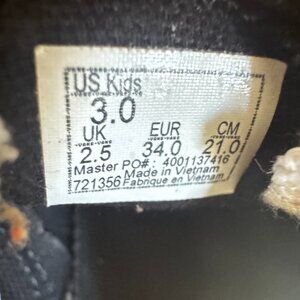 US Kids
3.0
UK EUR CM
2.5 34.0 21.0
Master PO# : 4001137416
Made in Vietnam
721356 Fabrique en Vietnam